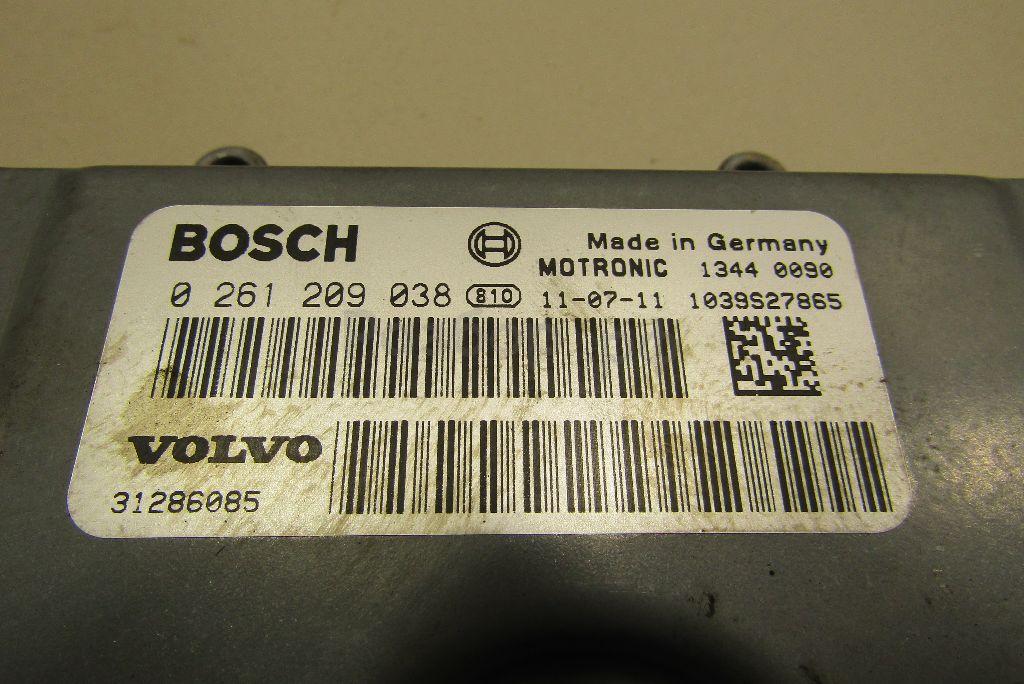 BOSCH Made in Germany
MOTRONIC 1344 0090
0 261 209 038 810 11-07-11 1039S27865
VOLVO
31286085